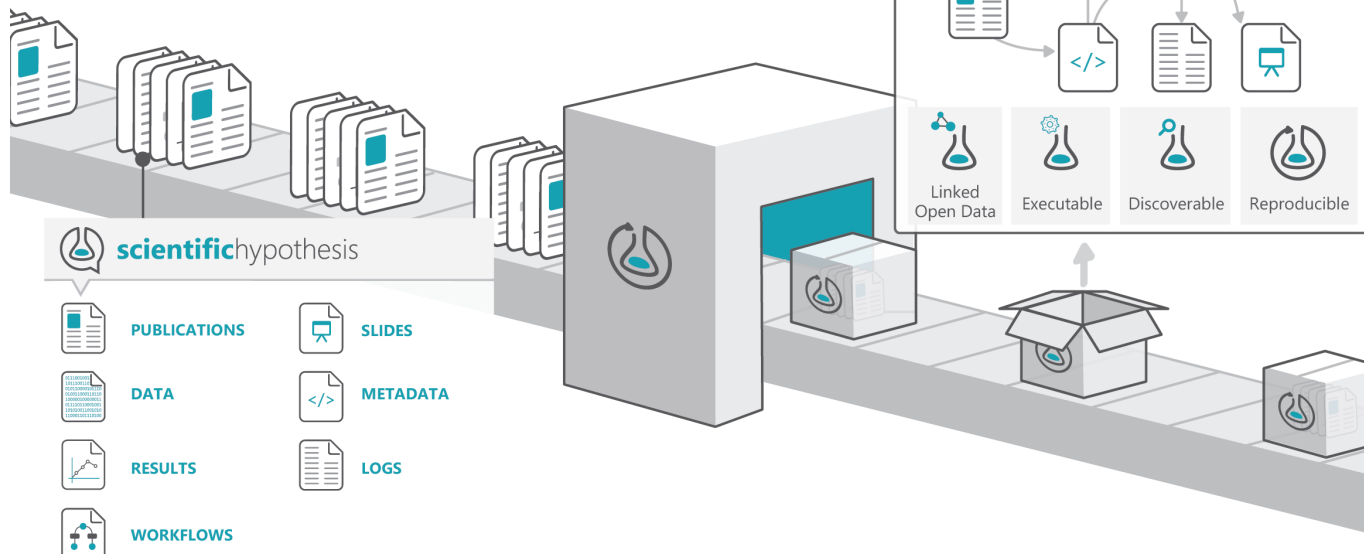 </>
Linked
Open Data
Executable
Discoverable
Reproducible
scientifichypothesis
PUBLICATIONS
SLIDES
DATA
</>
METADATA
RESULTS
LOGS
WORKFLOWS